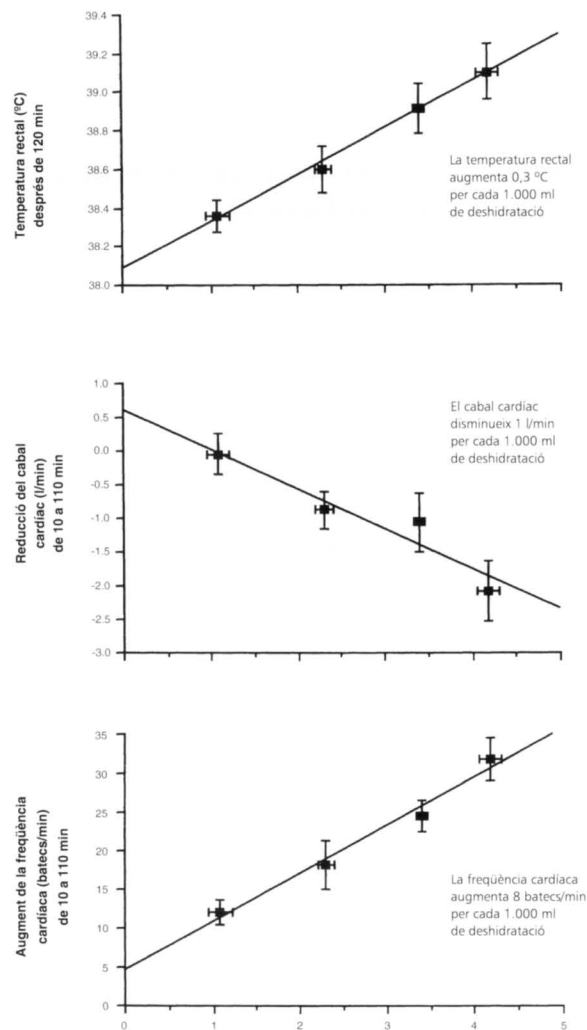 Temperatura rectal (ºC)
després de 120 min
39.4
39.2
39.0
38.8
38.6
38.4
38.2
38.0
La temperatura rectal
augmenta 0,3 ºC
per cada 1.000 ml
de deshidratació
Reducció del cabal
cardíac (l/min)
de 10 a 110 min
1.0
0.5
0.0
-0.5
-1.0
-1.5
-2.0
-2.5
-3.0
El cabal cardíac
disminueix 1 l/min
per cada 1.000 ml
de deshidratació
Augment de la freqüència
cardíaca (batecs/min)
de 10 a 110 min
35
30
25
20
15
10
5
0
La freqüència cardíaca
augmenta 8 batecs/min
per cada 1.000 ml
de deshidratació
0 1 2 3 4 5